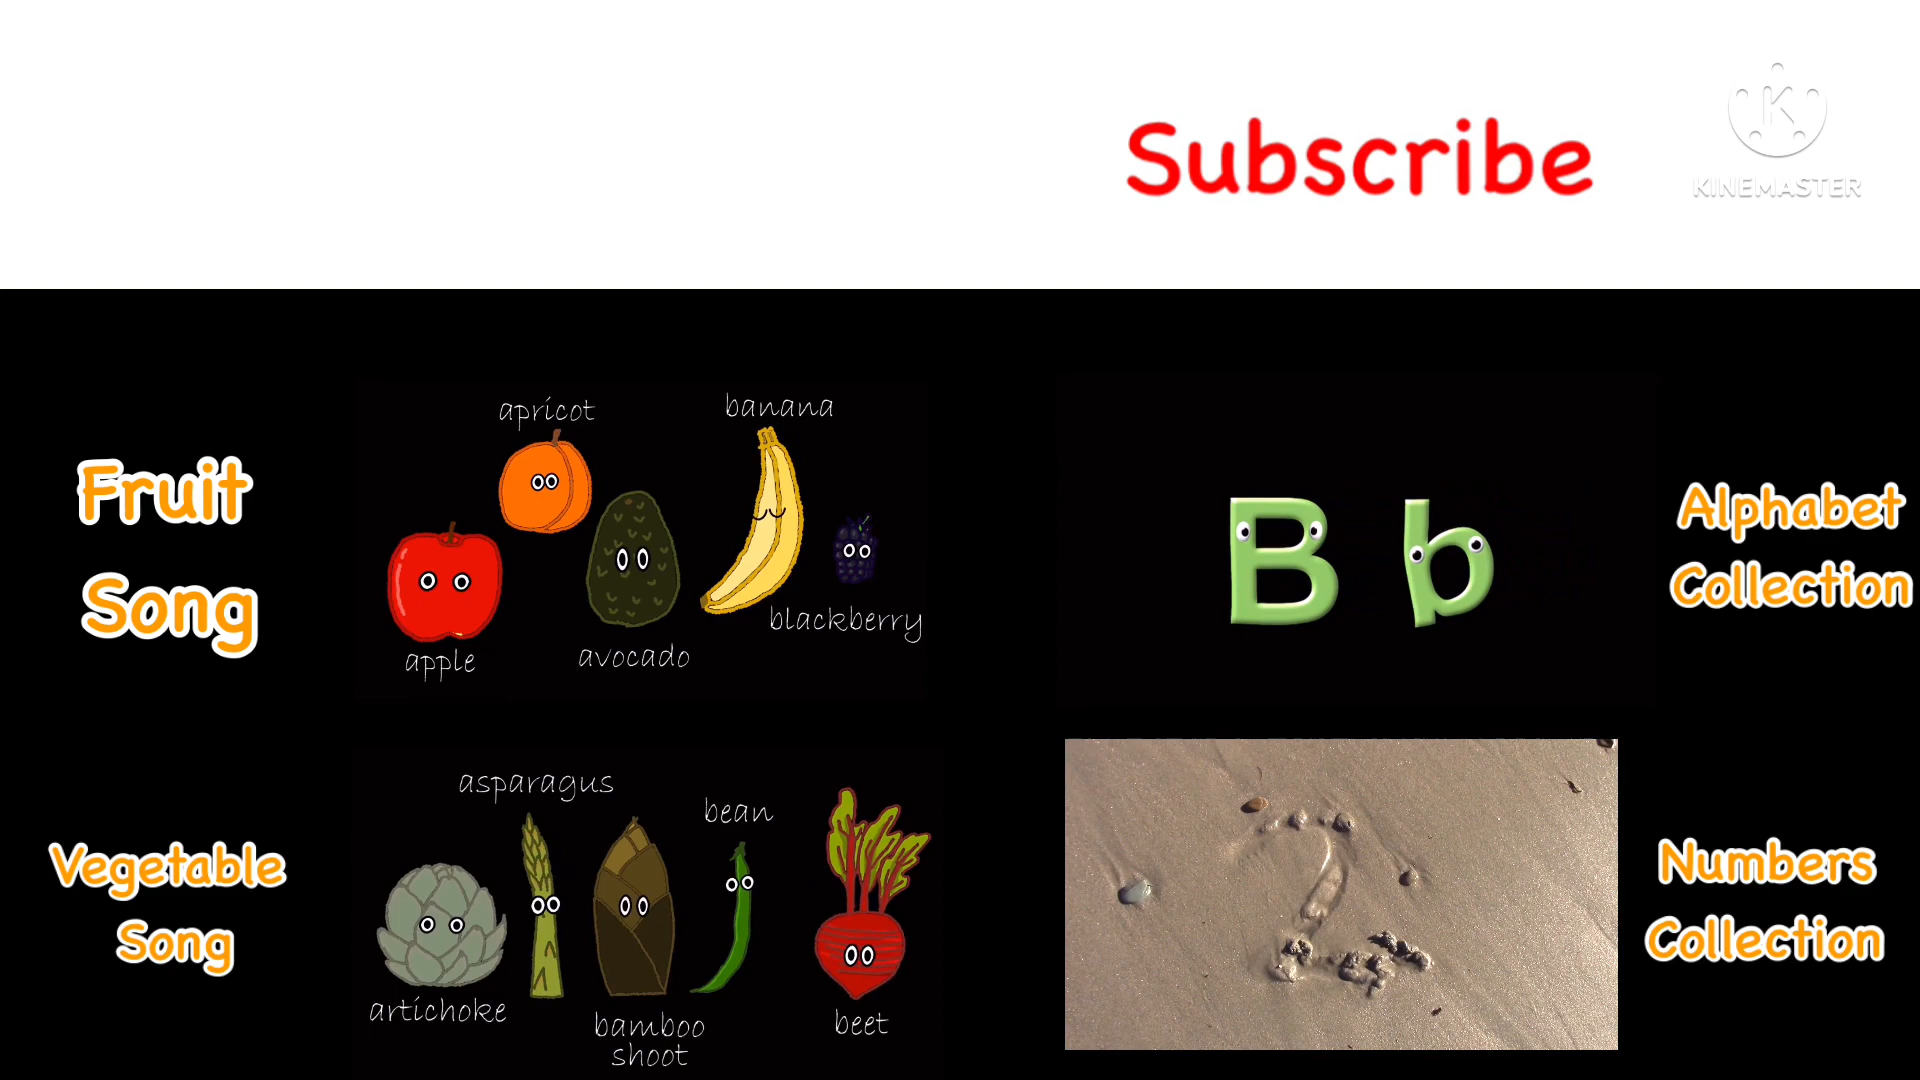 Subscribe
K
KINEMASTER
Fruit
Song
apricot
banana
apple
avocado
blackberry
B b
Alphabet
Collection
Vegetable
Song
asparagus
bean
artichoke
bamboo
shoot
beet
2
Numbers
Collection